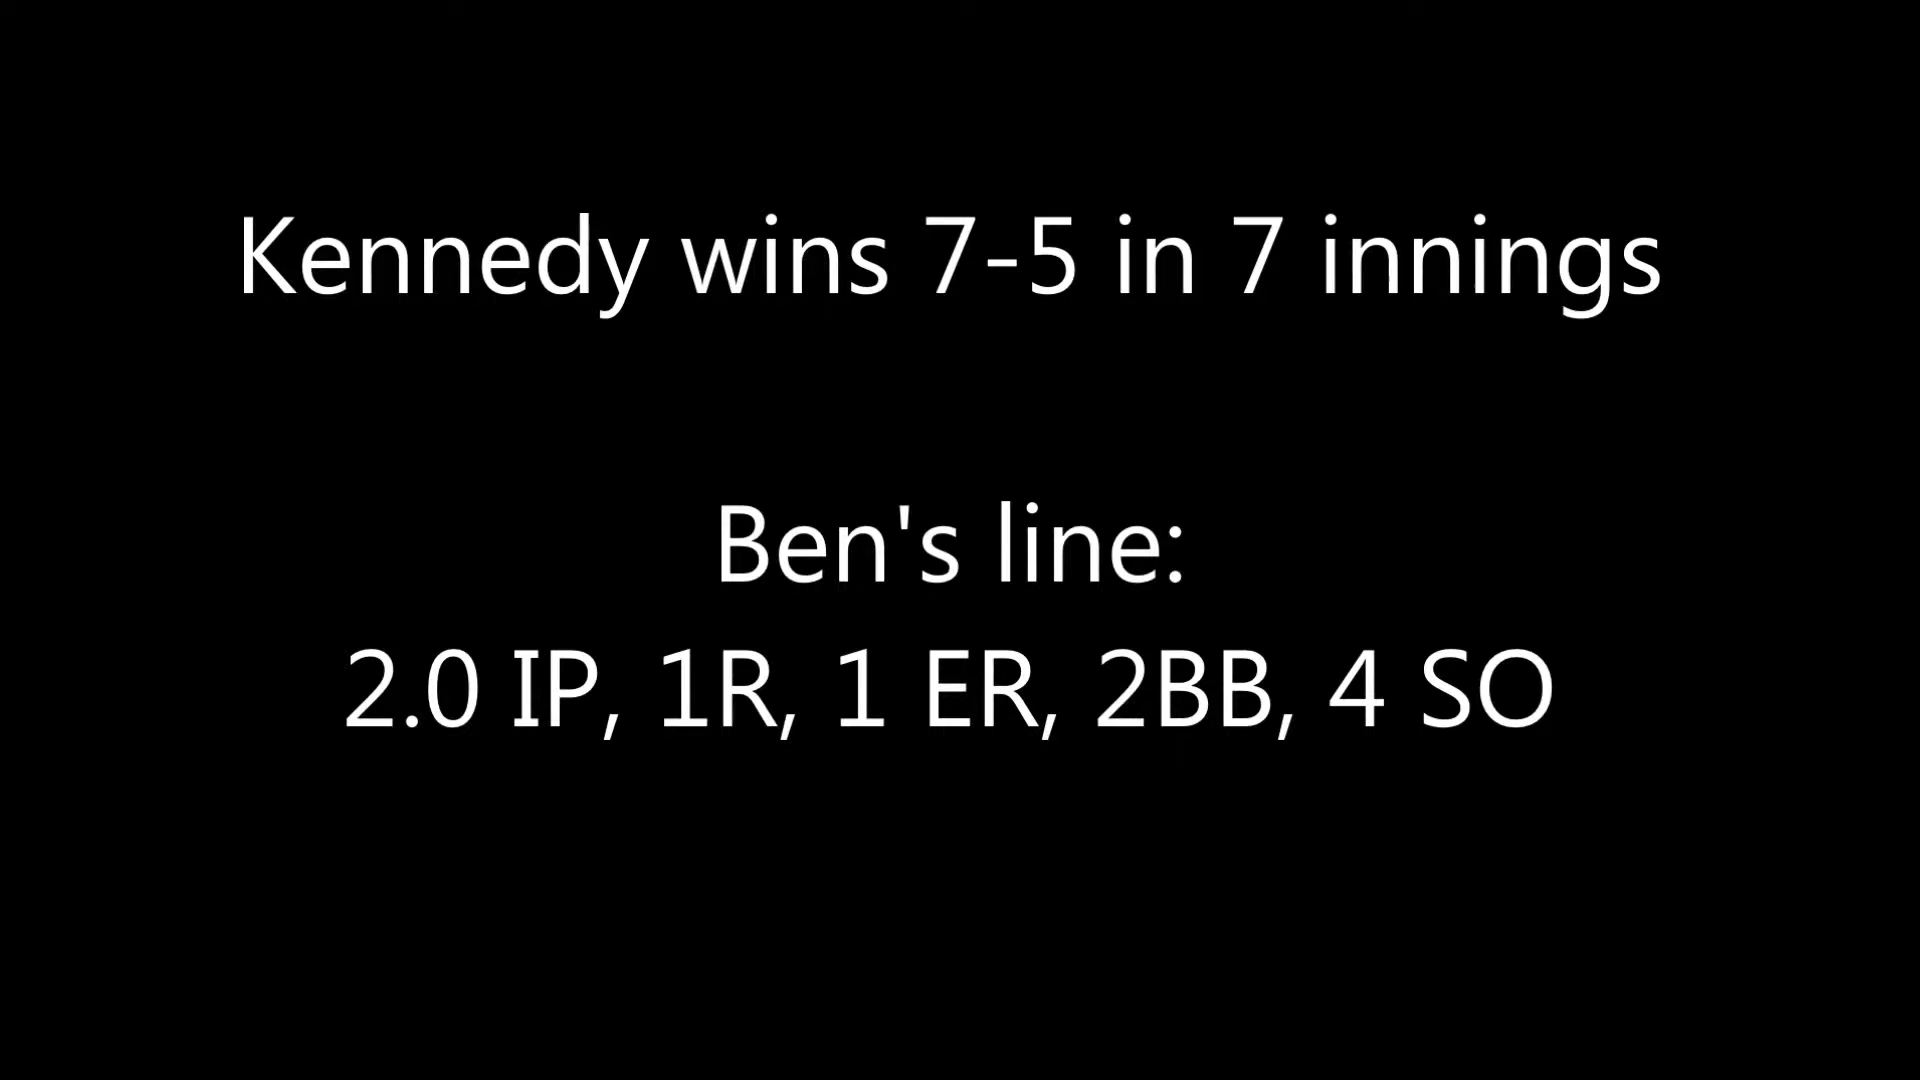 Kennedy wins 7-5 in 7 innings
Ben's line:
2.0 IP, 1R, 1 ER, 2BB, 4 SO